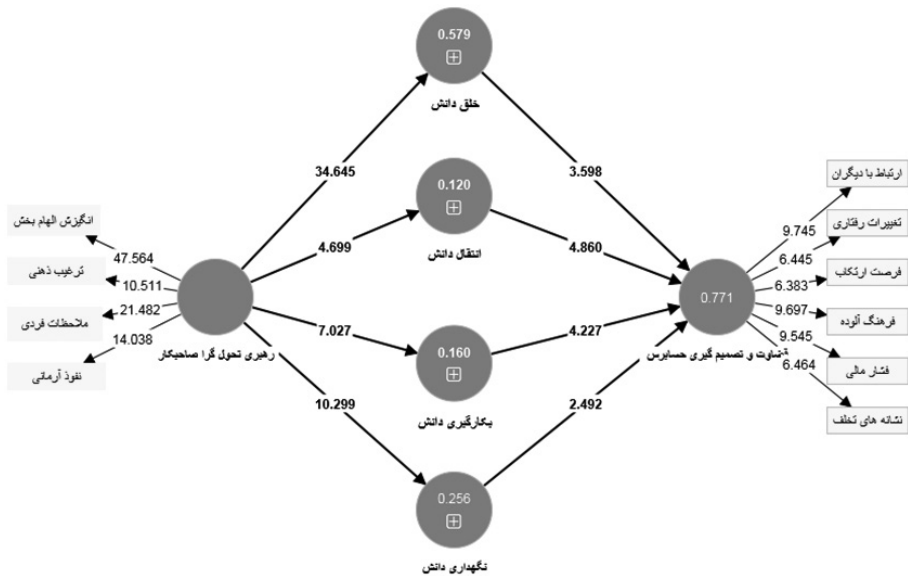 0.579
خلق دانش
34.645
3.598
0.120
انتقال دانش
4.699
4.860
انگیزش الهام بخش
ترغیب ذهنی
ملاحظات فردی
نفوذ آرمانی
47.564
10.511
21.482
14.038
رهبری تحول گرا صاحبکار
7.027
4.227
0.160
بکارگیری دانش
10.299
2.492
0.256
نگهداری دانش
0.771
قضاوت و تصمیم گیری حسابرس
9.745
6.445
6.383
9.697
9.545
6.464
ارتباط با دیگران
تغییرات رفتاری
فرصت ارتکاب
فرهنگ آلوده
فشار مالی
نشانه های تخلف